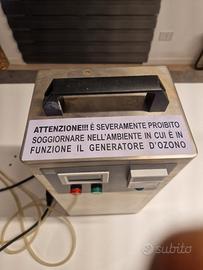 ATTENZIONE!!! È SEVERAMENTE PROIBITO
SOGGIORNARE NELL'AMBIENTE IN CUI È IN
FUNZIONE IL GENERATORE D'OZONO
subito